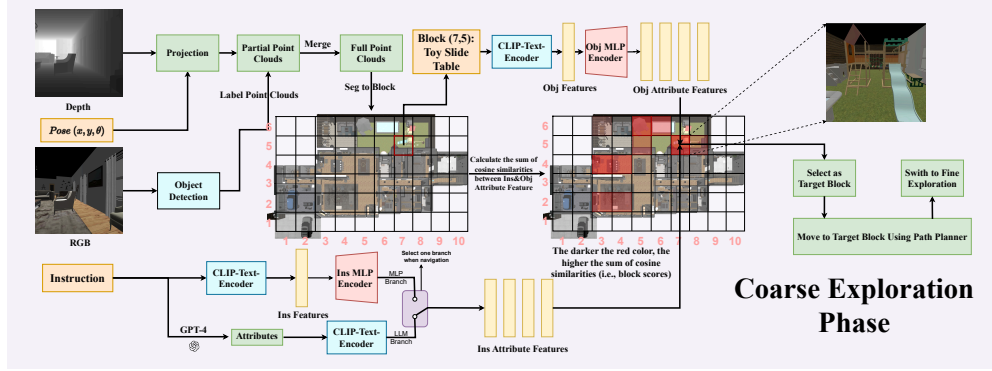 Depth
Pose (x, y, θ)
RGB
Projection
Partial Point
Clouds
Merge
Full Point
Clouds
Label Point Clouds
Seg to Block
Object
Detection
Block (7,5):
Toy Slide
Table
CLIP-Text-
Encoder
Obj MLP
Encoder
Obj Features
Obj Attribute Features
5
4
3
2
1
1 2 3 4 5 6 7 8 9 10
Calculate the sum of
cosine similarities
between Ins&Obj
Attribute Feature
6
5
4
3
2
1
1 2 3 4 5 6 7 8 9 10
The darker the red color, the
higher the sum of cosine
similarities (i.e., block scores)
Select as
Target Block
Swith to Fine
Exploration
Move to Target Block Using Path Planner
Instruction
CLIP-Text-
Encoder
Ins Features
Ins MLP
Encoder
MLP
Branch
Select one branch
when navigation
GPT-4
Attributes
CLIP-Text-
Encoder
LLM
Branch
Ins Attribute Features
Coarse Exploration
Phase